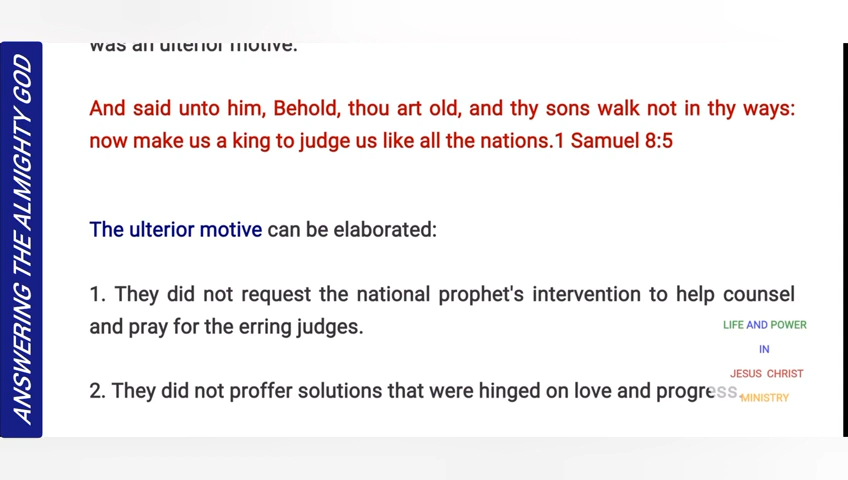 was an ulterior motive.
And said unto him, Behold, thou art old, and thy sons walk not in thy ways:
now make us a king to judge us like all the nations.1 Samuel 8:5
The ulterior motive can be elaborated:
1. They did not request the national prophet's intervention to help counsel
and pray for the erring judges.
2. They did not proffer solutions that were hinged on love and progress.
ANSWERING THE ALMIGHTY GOD
LIFE AND POWER
IN
JESUS CHRIST
MINISTRY